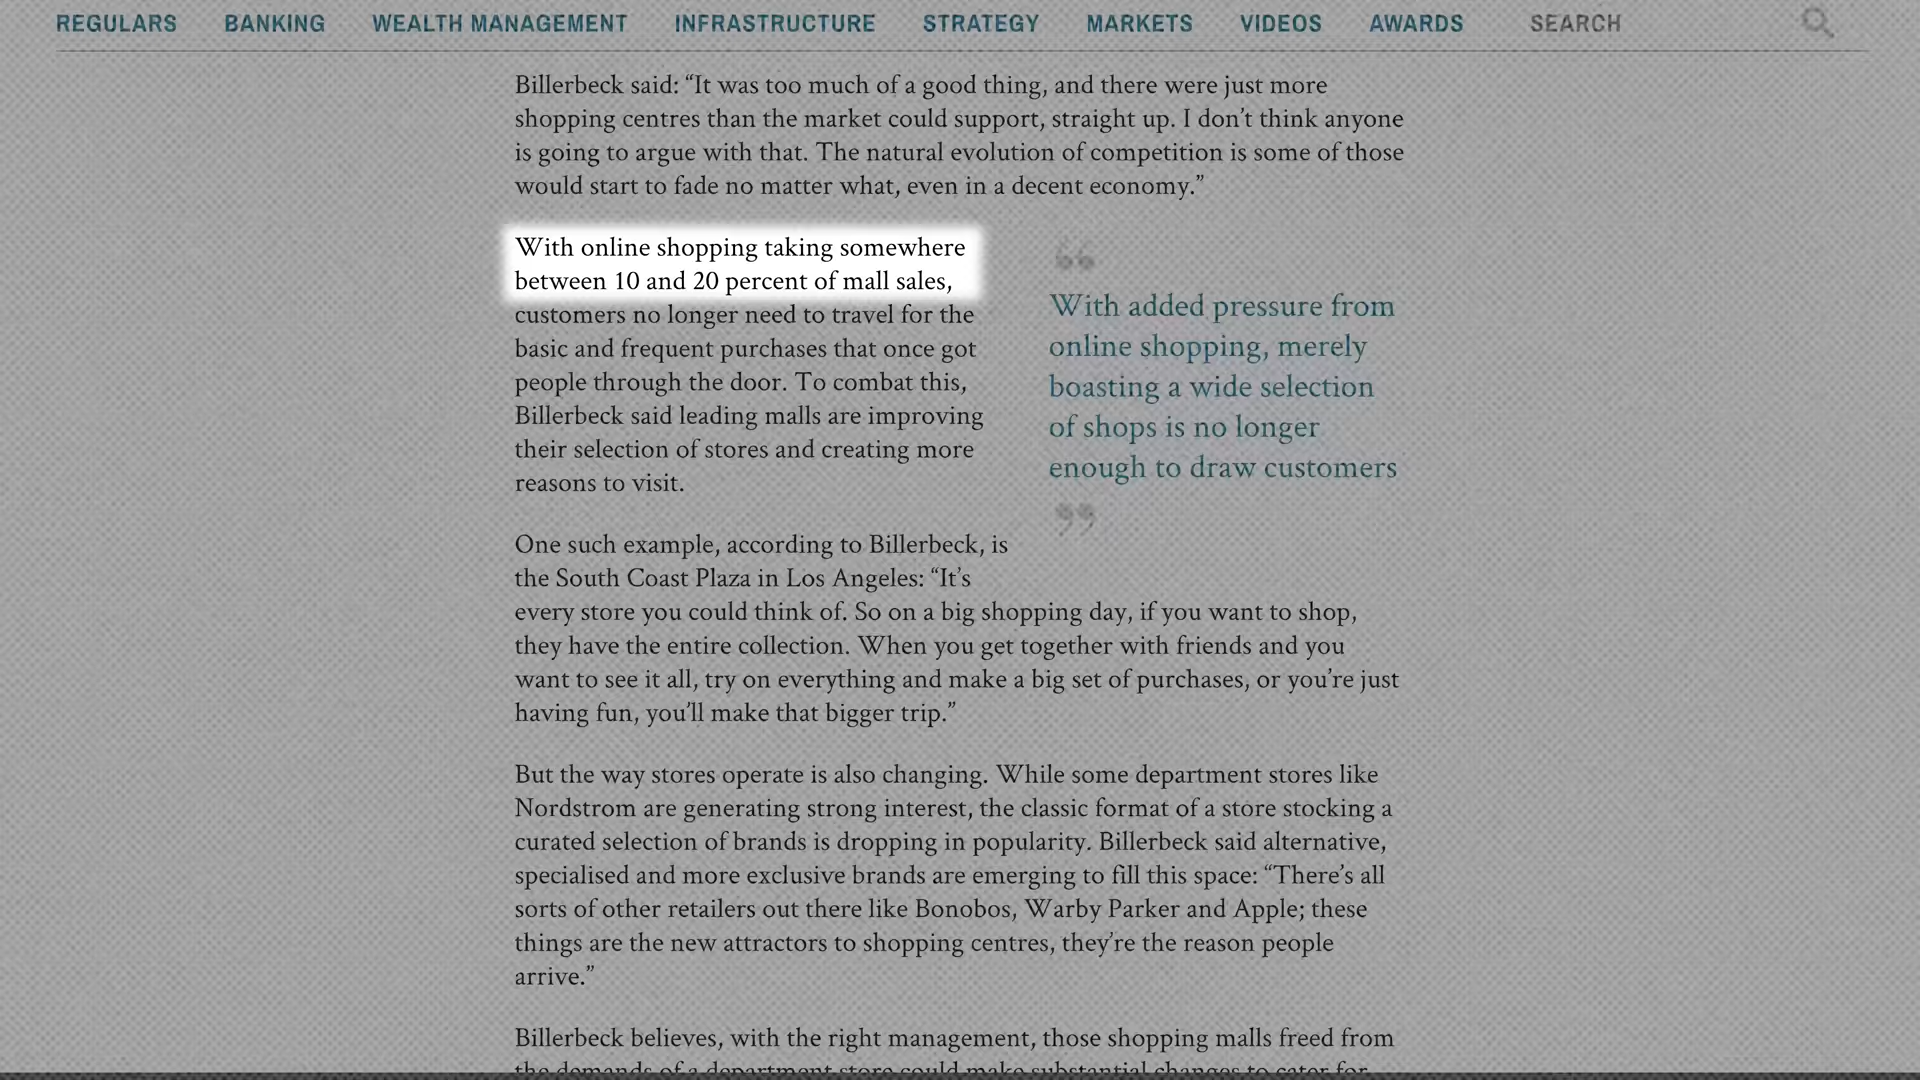 REGULARS BANKING WEALTH MANAGEMENT INFRASTRUCTURE STRATEGY MARKETS VIDEOS AWARDS SEARCH
Billerbeck said: “It was too much of a good thing, and there were just more
shopping centres than the market could support, straight up. I don’t think anyone
is going to argue with that. The natural evolution of competition is some of those
would start to fade no matter what, even in a decent economy.”
With online shopping taking somewhere
between 10 and 20 percent of mall sales,
customers no longer need to travel for the
basic and frequent purchases that once got
people through the door. To combat this,
Billerbeck said leading malls are improving
their selection of stores and creating more
reasons to visit.
“
With added pressure from
online shopping, merely
boasting a wide selection
of shops is no longer
enough to draw customers
”
One such example, according to Billerbeck, is
the South Coast Plaza in Los Angeles: “It’s
every store you could think of. So on a big shopping day, if you want to shop,
they have the entire collection. When you get together with friends and you
want to see it all, try on everything and make a big set of purchases, or you’re just
having fun, you’ll make that bigger trip.”
But the way stores operate is also changing. While some department stores like
Nordstrom are generating strong interest, the classic format of a store stocking a
curated selection of brands is dropping in popularity. Billerbeck said alternative,
specialised and more exclusive brands are emerging to fill this space: “There’s all
sorts of other retailers out there like Bonobos, Warby Parker and Apple; these
things are the new attractors to shopping centres, they’re the reason people
arrive.”
Billerbeck believes, with the right management, those shopping malls freed from
the demands of a department store could make substantial changes to cater for